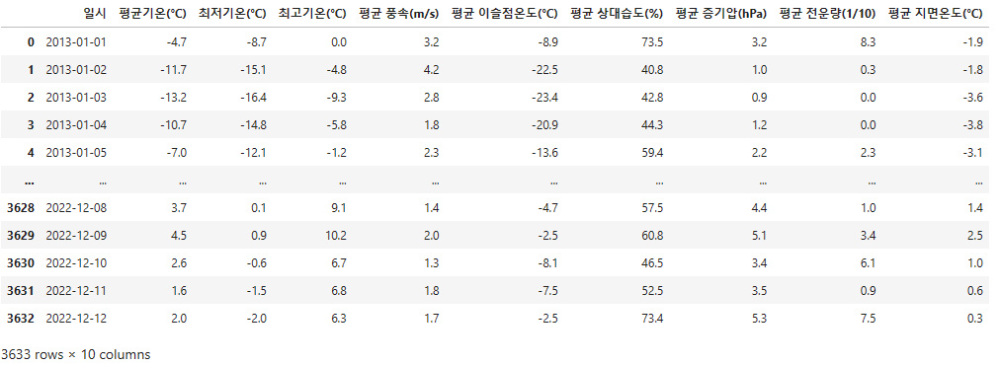 일시 평균기온(°C) 최저기온(°C) 최고기온(°C) 평균 풍속(m/s) 평균 이슬점온도(°C) 평균 상대습도(%) 평균 증기압(hPa) 평균 전운량(1/10) 평균 지면온도(°C)
0 2013-01-01 -4.7 -8.7 0.0 3.2 -8.9 73.5 3.2 8.3 -1.9
1 2013-01-02 -11.7 -15.1 -4.8 4.2 -22.5 40.8 1.0 0.3 -1.8
2 2013-01-03 -13.2 -16.4 -9.3 2.8 -23.4 42.8 0.9 0.0 -3.6
3 2013-01-04 -10.7 -14.8 -5.8 1.8 -20.9 44.3 1.2 0.0 -3.8
4 2013-01-05 -7.0 -12.1 -1.2 2.3 -13.6 59.4 2.2 2.3 -3.1
... ... ... ... ... ... ... ... ... ... ...
3628 2022-12-08 3.7 0.1 9.1 1.4 -4.7 57.5 4.4 1.0 1.4
3629 2022-12-09 4.5 0.9 10.2 2.0 -2.5 60.8 5.1 3.4 2.5
3630 2022-12-10 2.6 -0.6 6.7 1.3 -8.1 46.5 3.4 6.1 1.0
3631 2022-12-11 1.6 -1.5 6.8 1.8 -7.5 52.5 3.5 0.9 0.6
3632 2022-12-12 2.0 -2.0 6.3 1.7 -2.5 73.4 5.3 7.5 0.3
3633 rows × 10 columns